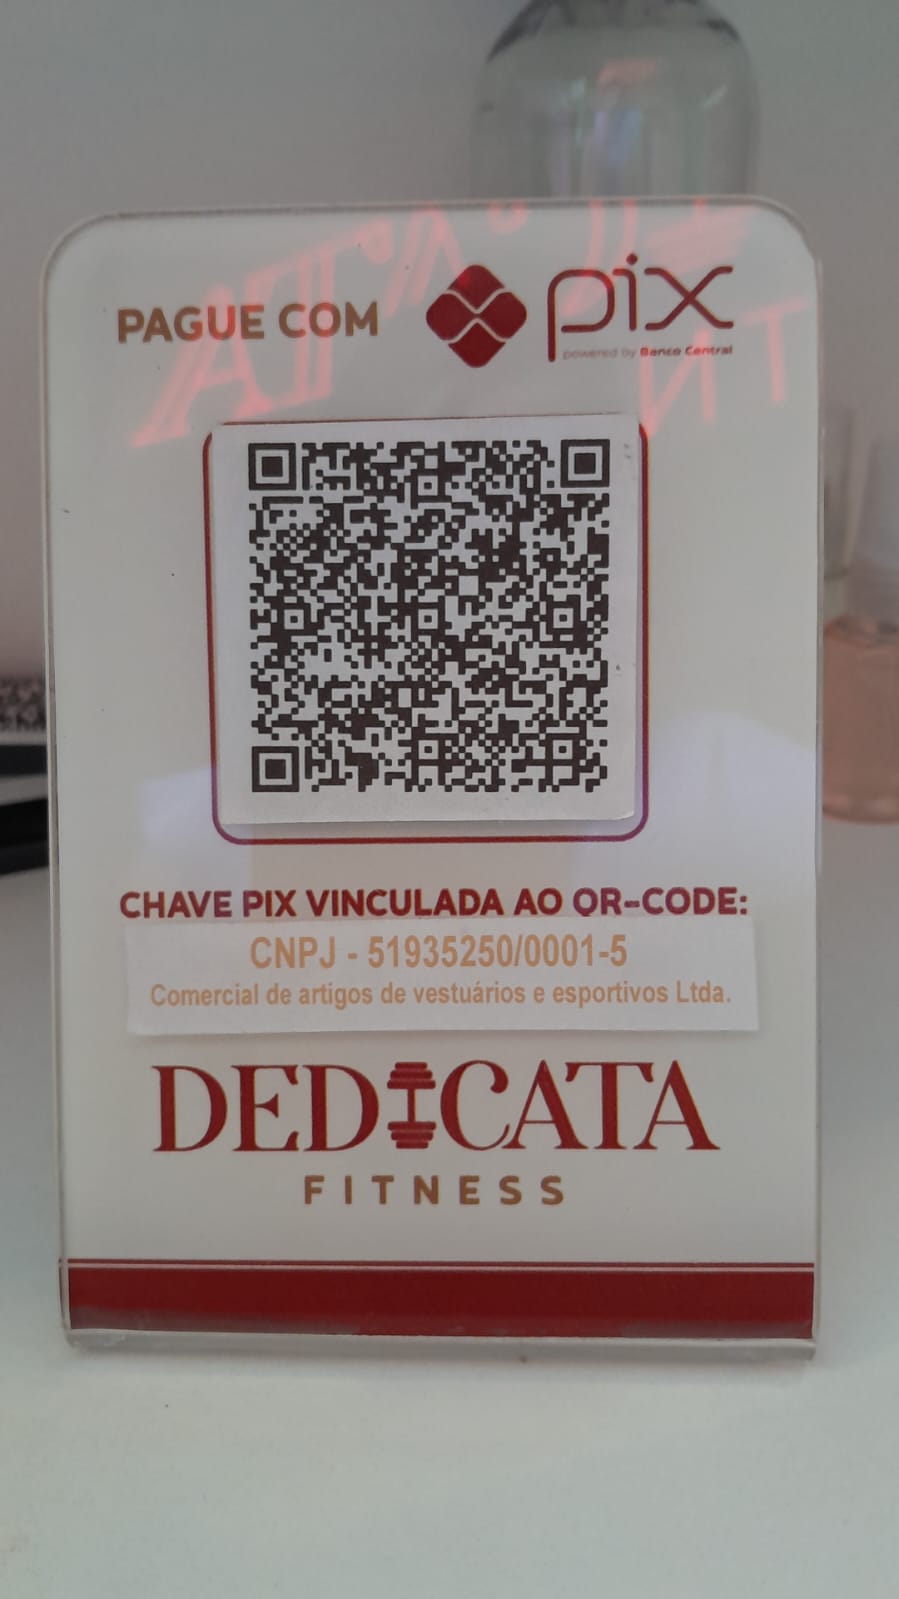 PAGUE COM
pix
powered by Banco Central
CHAVE PIX VINCULADA AO QR-CODE:
CNPJ - 51935250/0001-5
Comercial de artigos de vestuários e esportivos Ltda.
DEDICATA
FITNESS